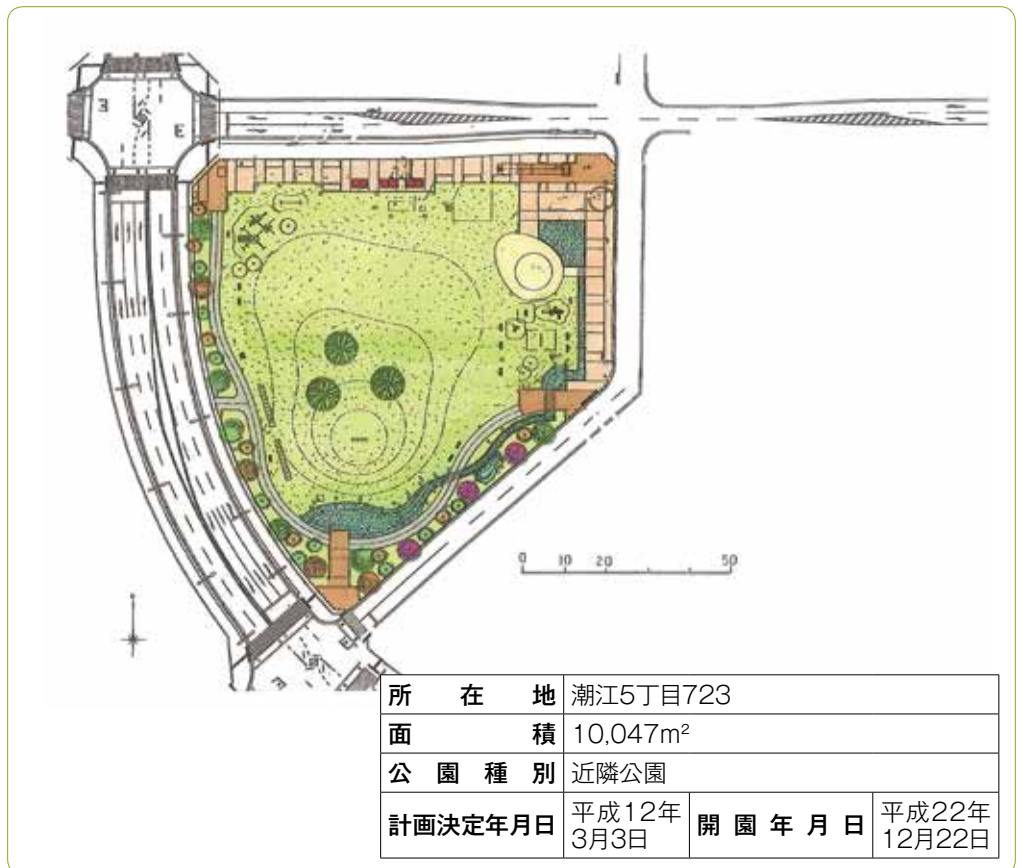 0 10 20 50
所在地 潮江5丁目723
面積 10,047m²
公園種別 近隣公園
計画決定年月日 平成12年3月3日 開園年月日 平成22年12月22日